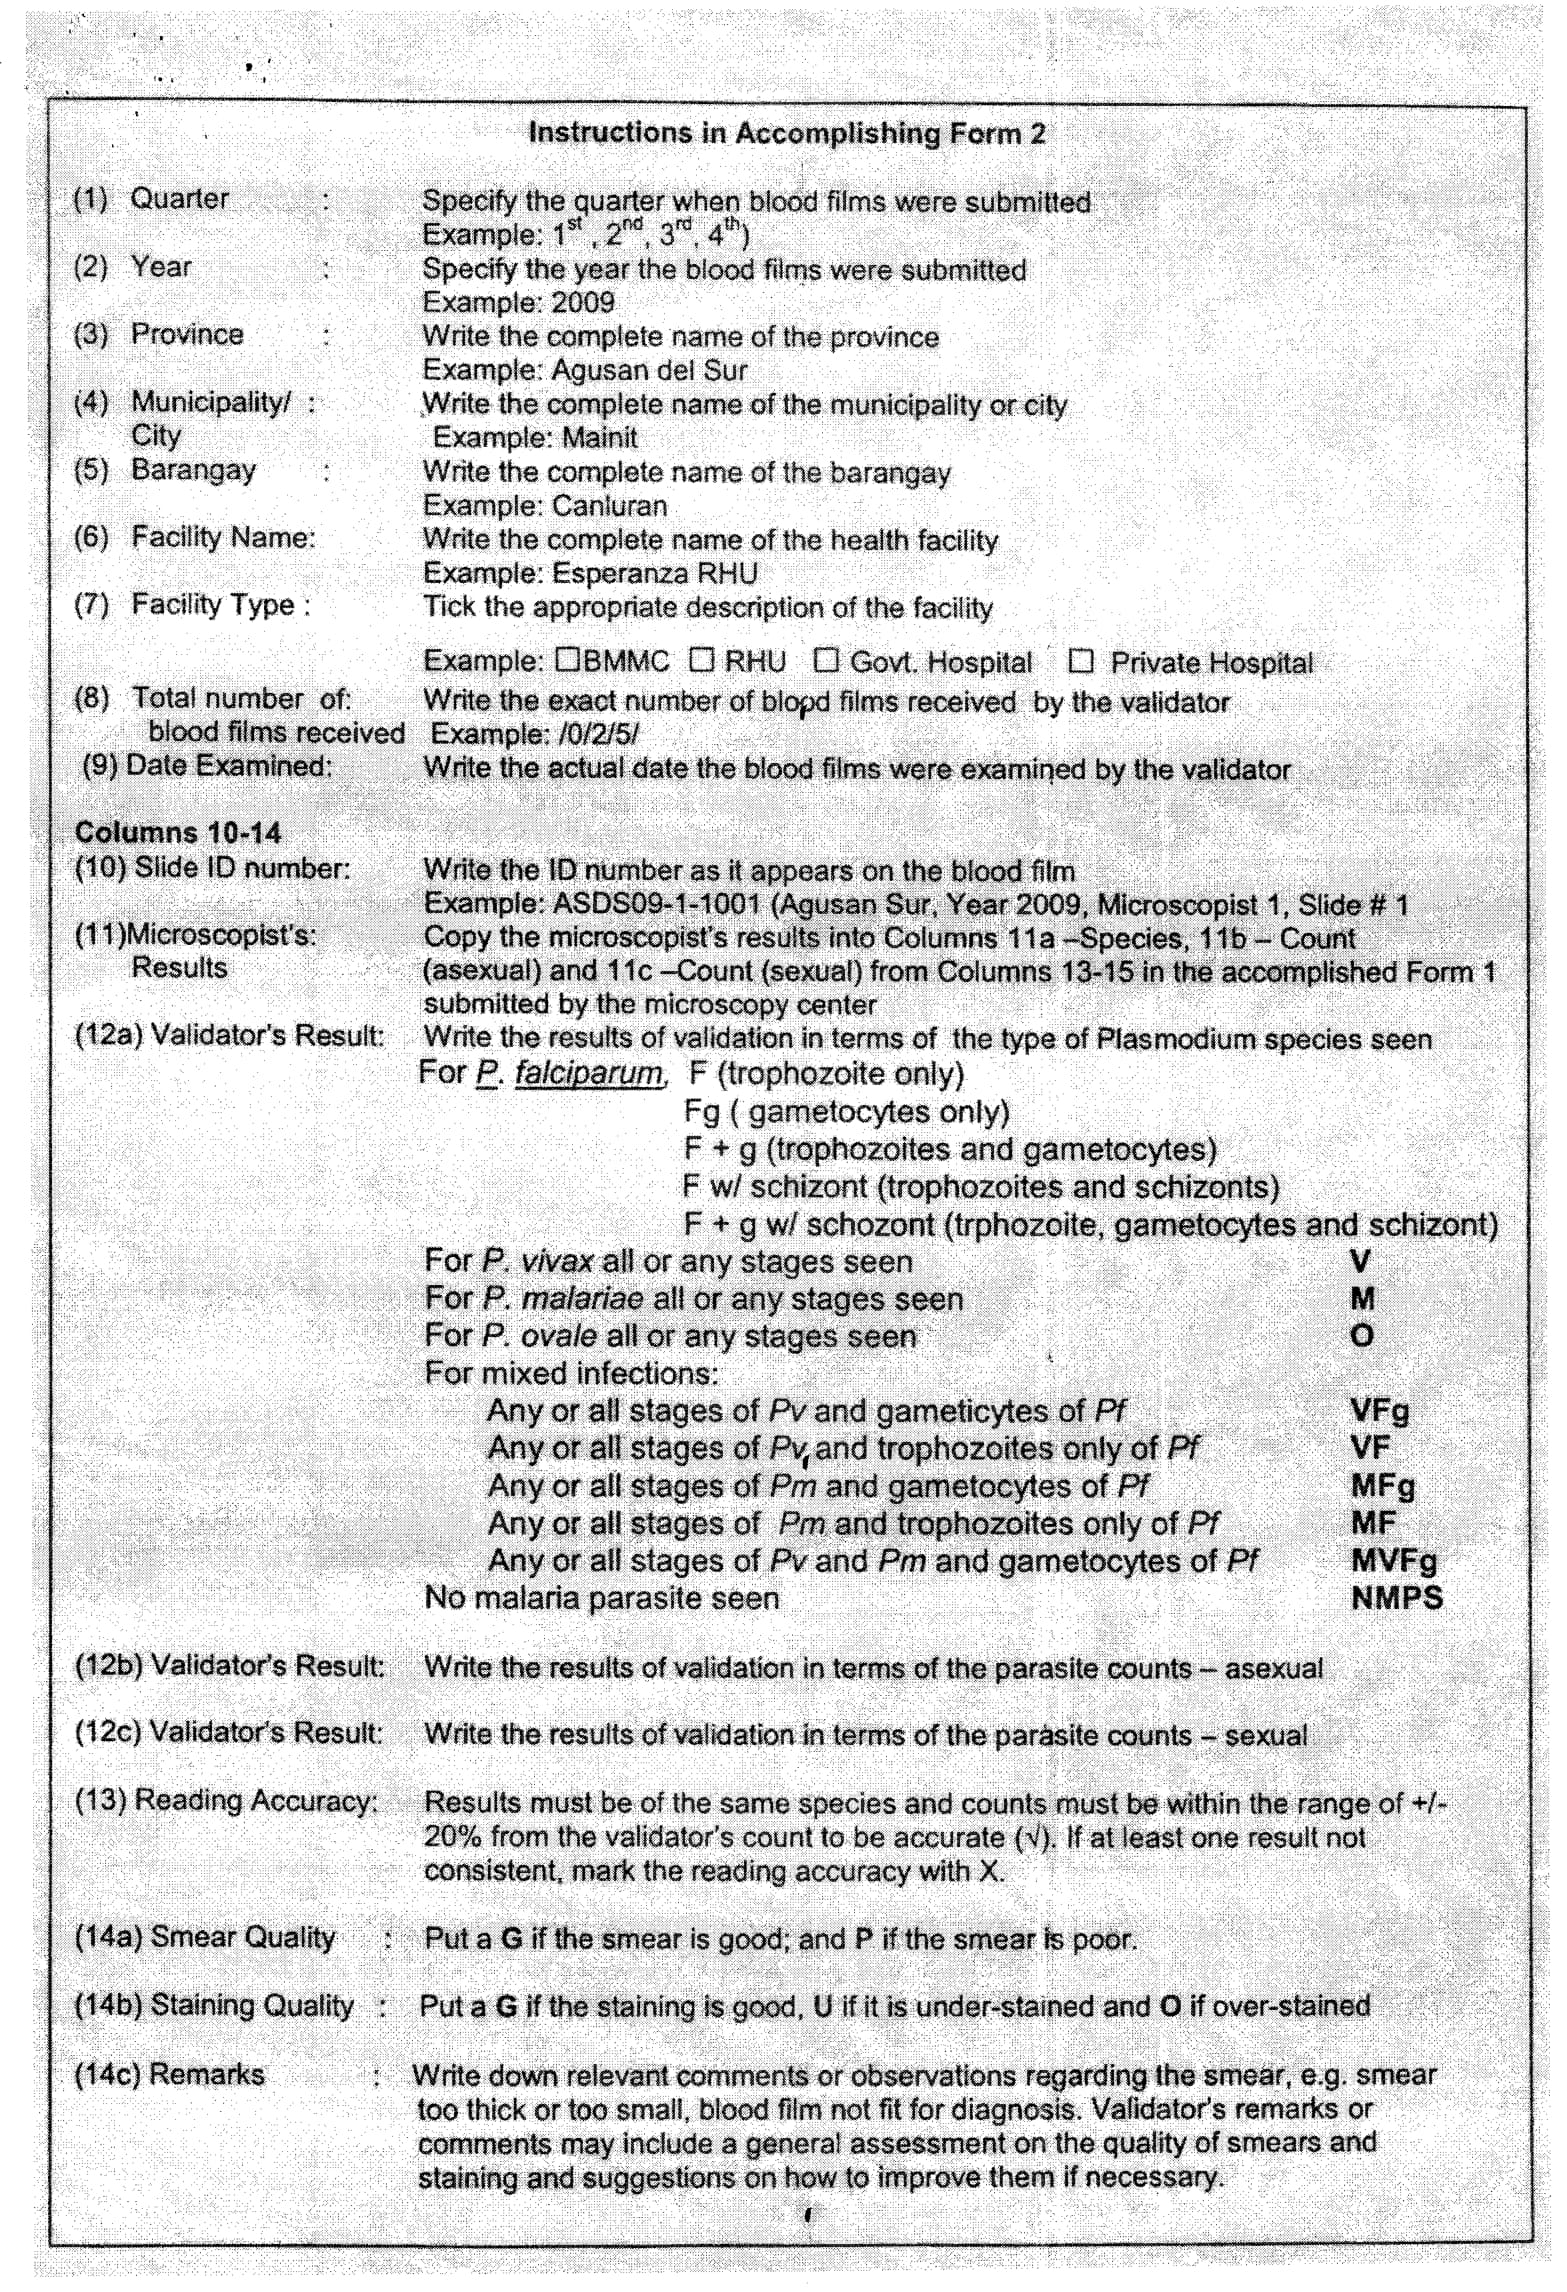 Instructions in Accomplishing Form 2
(1) Quarter : Specify the quarter when blood films were submitted
Example: 1st, 2nd, 3rd, 4th)
(2) Year : Specify the year the blood films were submitted
Example: 2009
(3) Province : Write the complete name of the province
Example: Agusan del Sur
(4) Municipality/ : Write the complete name of the municipality or city
City Example: Mainit
(5) Barangay : Write the complete name of the barangay
Example: Canluran
(6) Facility Name: Write the complete name of the health facility
Example: Esperanza RHU
(7) Facility Type : Tick the appropriate description of the facility
Example: ☐BMMC ☐ RHU ☐ Govt. Hospital ☐ Private Hospital
(8) Total number of: Write the exact number of blood films received by the validator
blood films received Example: /0/2/5/
(9) Date Examined: Write the actual date the blood films were examined by the validator
Columns 10-14
(10) Slide ID number: Write the ID number as it appears on the blood film
Example: ASDS09-1-1001 (Agusan Sur, Year 2009, Microscopist 1, Slide # 1
(11)Microscopist's: Copy the microscopist's results into Columns 11a –Species, 11b – Count
Results (asexual) and 11c –Count (sexual) from Columns 13-15 in the accomplished Form 1
submitted by the microscopy center
(12a) Validator's Result: Write the results of validation in terms of the type of Plasmodium species seen
For P. falciparum, F (trophozoite only)
Fg ( gametocytes only)
F + g (trophozoites and gametocytes)
F w/ schizont (trophozoites and schizonts)
F + g w/ schozont (trphozoite, gametocytes and schizont)
For P. vivax all or any stages seen V
For P. malariae all or any stages seen M
For P. ovale all or any stages seen O
For mixed infections:
Any or all stages of Pv and gameticytes of Pf VFg
Any or all stages of Pv and trophozoites only of Pf VF
Any or all stages of Pm and gametocytes of Pf MFg
Any or all stages of Pm and trophozoites only of Pf MF
Any or all stages of Pv and Pm and gametocytes of Pf MVFg
No malaria parasite seen NMPS
(12b) Validator's Result: Write the results of validation in terms of the parasite counts – asexual
(12c) Validator's Result: Write the results of validation in terms of the parasite counts – sexual
(13) Reading Accuracy: Results must be of the same species and counts must be within the range of +/-
20% from the validator's count to be accurate (√). If at least one result not
consistent, mark the reading accuracy with X.
(14a) Smear Quality : Put a G if the smear is good; and P if the smear is poor.
(14b) Staining Quality : Put a G if the staining is good, U if it is under-stained and O if over-stained
(14c) Remarks : Write down relevant comments or observations regarding the smear, e.g. smear
too thick or too small, blood film not fit for diagnosis. Validator's remarks or
comments may include a general assessment on the quality of smears and
staining and suggestions on how to improve them if necessary.